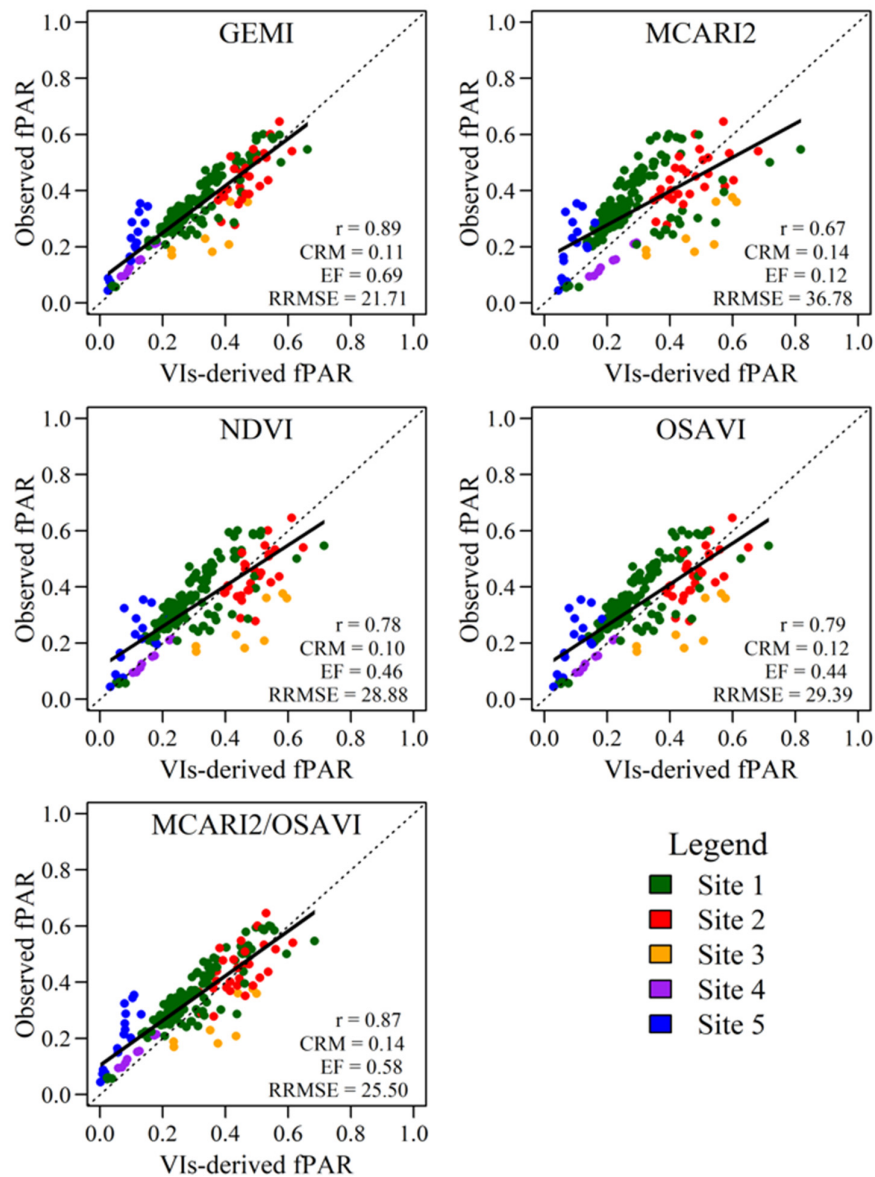 GEMI
1.0
0.8
0.6
0.4
0.2
0.0
Observed fPAR
r = 0.89
CRM = 0.11
EF = 0.69
RRMSE = 21.71
0.0 0.2 0.4 0.6 0.8 1.0
VIs-derived fPAR
MCARI2
1.0
0.8
0.6
0.4
0.2
0.0
Observed fPAR
r = 0.67
CRM = 0.14
EF = 0.12
RRMSE = 36.78
0.0 0.2 0.4 0.6 0.8 1.0
VIs-derived fPAR
NDVI
1.0
0.8
0.6
0.4
0.2
0.0
Observed fPAR
r = 0.78
CRM = 0.10
EF = 0.46
RRMSE = 28.88
0.0 0.2 0.4 0.6 0.8 1.0
VIs-derived fPAR
OSAVI
1.0
0.8
0.6
0.4
0.2
0.0
Observed fPAR
r = 0.79
CRM = 0.12
EF = 0.44
RRMSE = 29.39
0.0 0.2 0.4 0.6 0.8 1.0
VIs-derived fPAR
MCARI2/OSAVI
1.0
0.8
0.6
0.4
0.2
0.0
Observed fPAR
r = 0.87
CRM = 0.14
EF = 0.58
RRMSE = 25.50
0.0 0.2 0.4 0.6 0.8 1.0
VIs-derived fPAR
Legend
Site 1
Site 2
Site 3
Site 4
Site 5